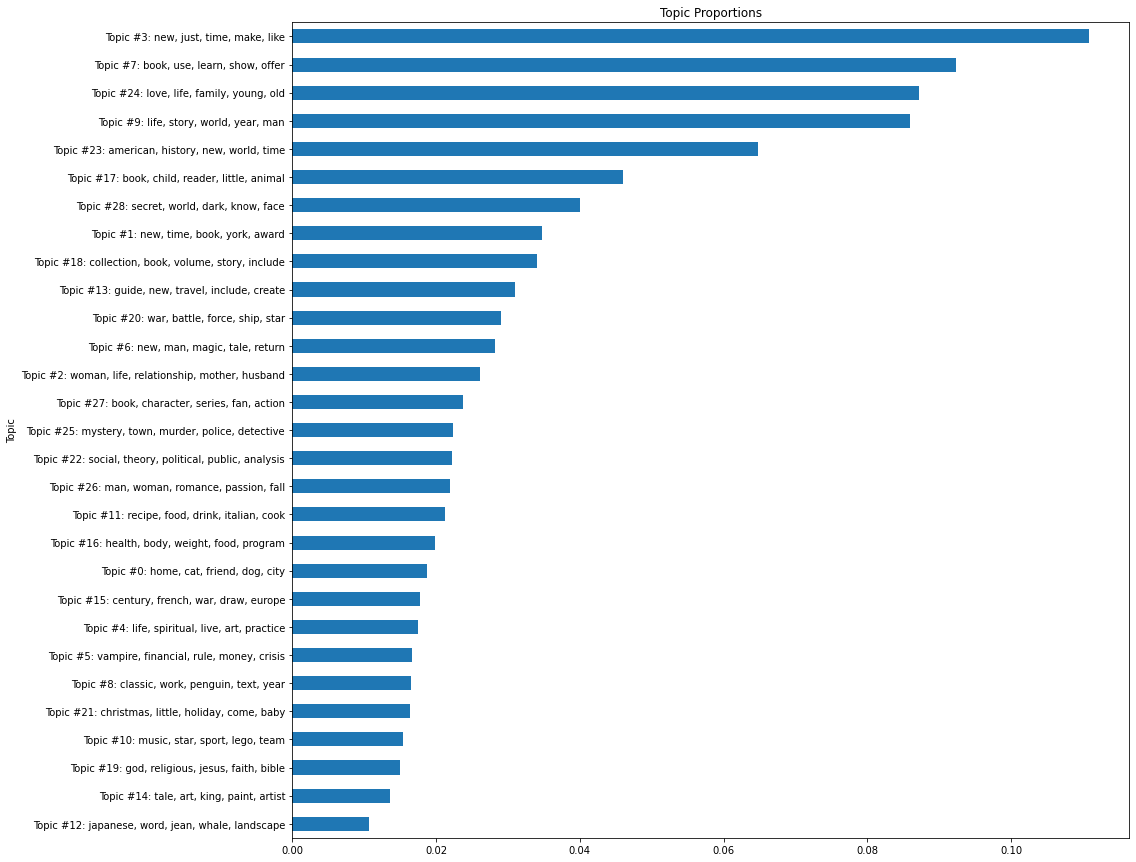 Topic Proportions
Topic #3: new, just, time, make, like
Topic #7: book, use, learn, show, offer
Topic #24: love, life, family, young, old
Topic #9: life, story, world, year, man
Topic #23: american, history, new, world, time
Topic #17: book, child, reader, little, animal
Topic #28: secret, world, dark, know, face
Topic #1: new, time, book, york, award
Topic #18: collection, book, volume, story, include
Topic #13: guide, new, travel, include, create
Topic #20: war, battle, force, ship, star
Topic #6: new, man, magic, tale, return
Topic #2: woman, life, relationship, mother, husband
Topic #27: book, character, series, fan, action
Topic #25: mystery, town, murder, police, detective
Topic #22: social, theory, political, public, analysis
Topic #26: man, woman, romance, passion, fall
Topic #11: recipe, food, drink, italian, cook
Topic #16: health, body, weight, food, program
Topic #0: home, cat, friend, dog, city
Topic #15: century, french, war, draw, europe
Topic #4: life, spiritual, live, art, practice
Topic #5: vampire, financial, rule, money, crisis
Topic #8: classic, work, penguin, text, year
Topic #21: christmas, little, holiday, come, baby
Topic #10: music, star, sport, lego, team
Topic #19: god, religious, jesus, faith, bible
Topic #14: tale, art, king, paint, artist
Topic #12: japanese, word, jean, whale, landscape
Topic
0.00 0.02 0.04 0.06 0.08 0.10